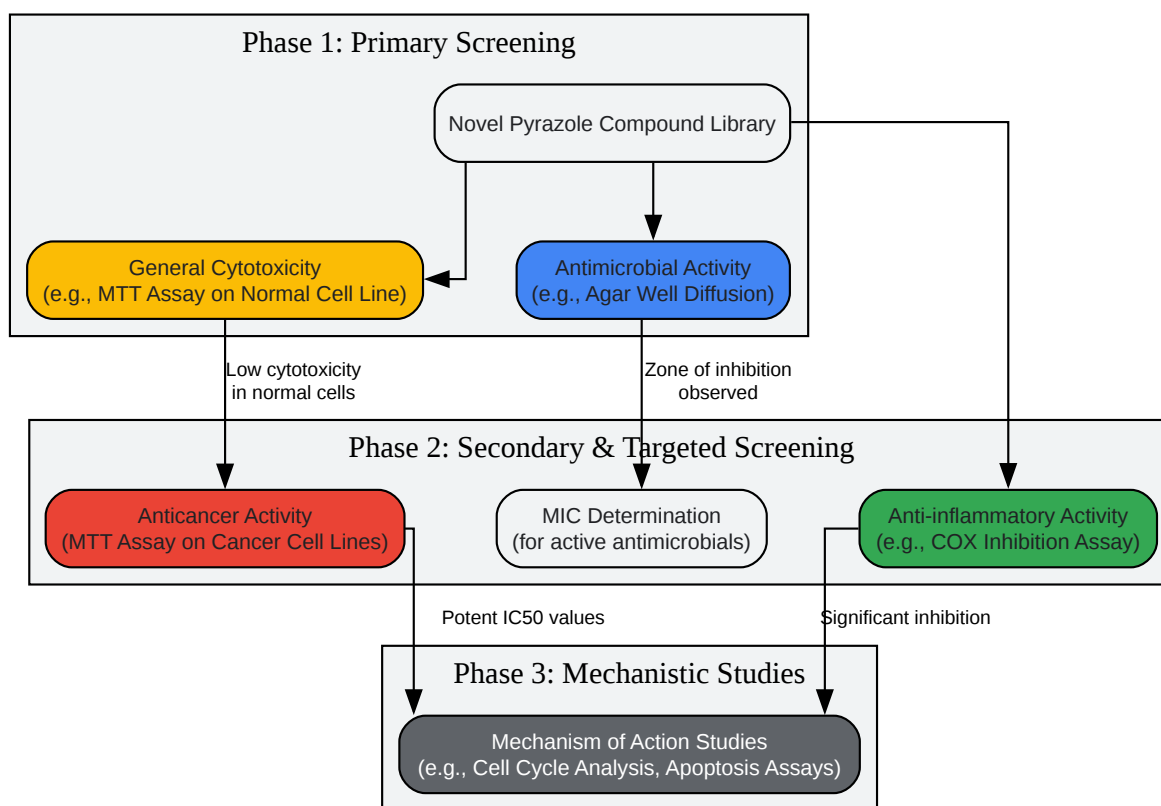 Phase 1: Primary Screening
Novel Pyrazole Compound Library
General Cytotoxicity
(e.g., MTT Assay on Normal Cell Line)
Antimicrobial Activity
(e.g., Agar Well Diffusion)
Low cytotoxicity
in normal cells
Zone of inhibition
observed
Phase 2: Secondary & Targeted Screening
Anticancer Activity
(MTT Assay on Cancer Cell Lines)
MIC Determination
(for active antimicrobials)
Anti-inflammatory Activity
(e.g., COX Inhibition Assay)
Potent IC50 values
Significant inhibition
Phase 3: Mechanistic Studies
Mechanism of Action Studies
(e.g., Cell Cycle Analysis, Apoptosis Assays)